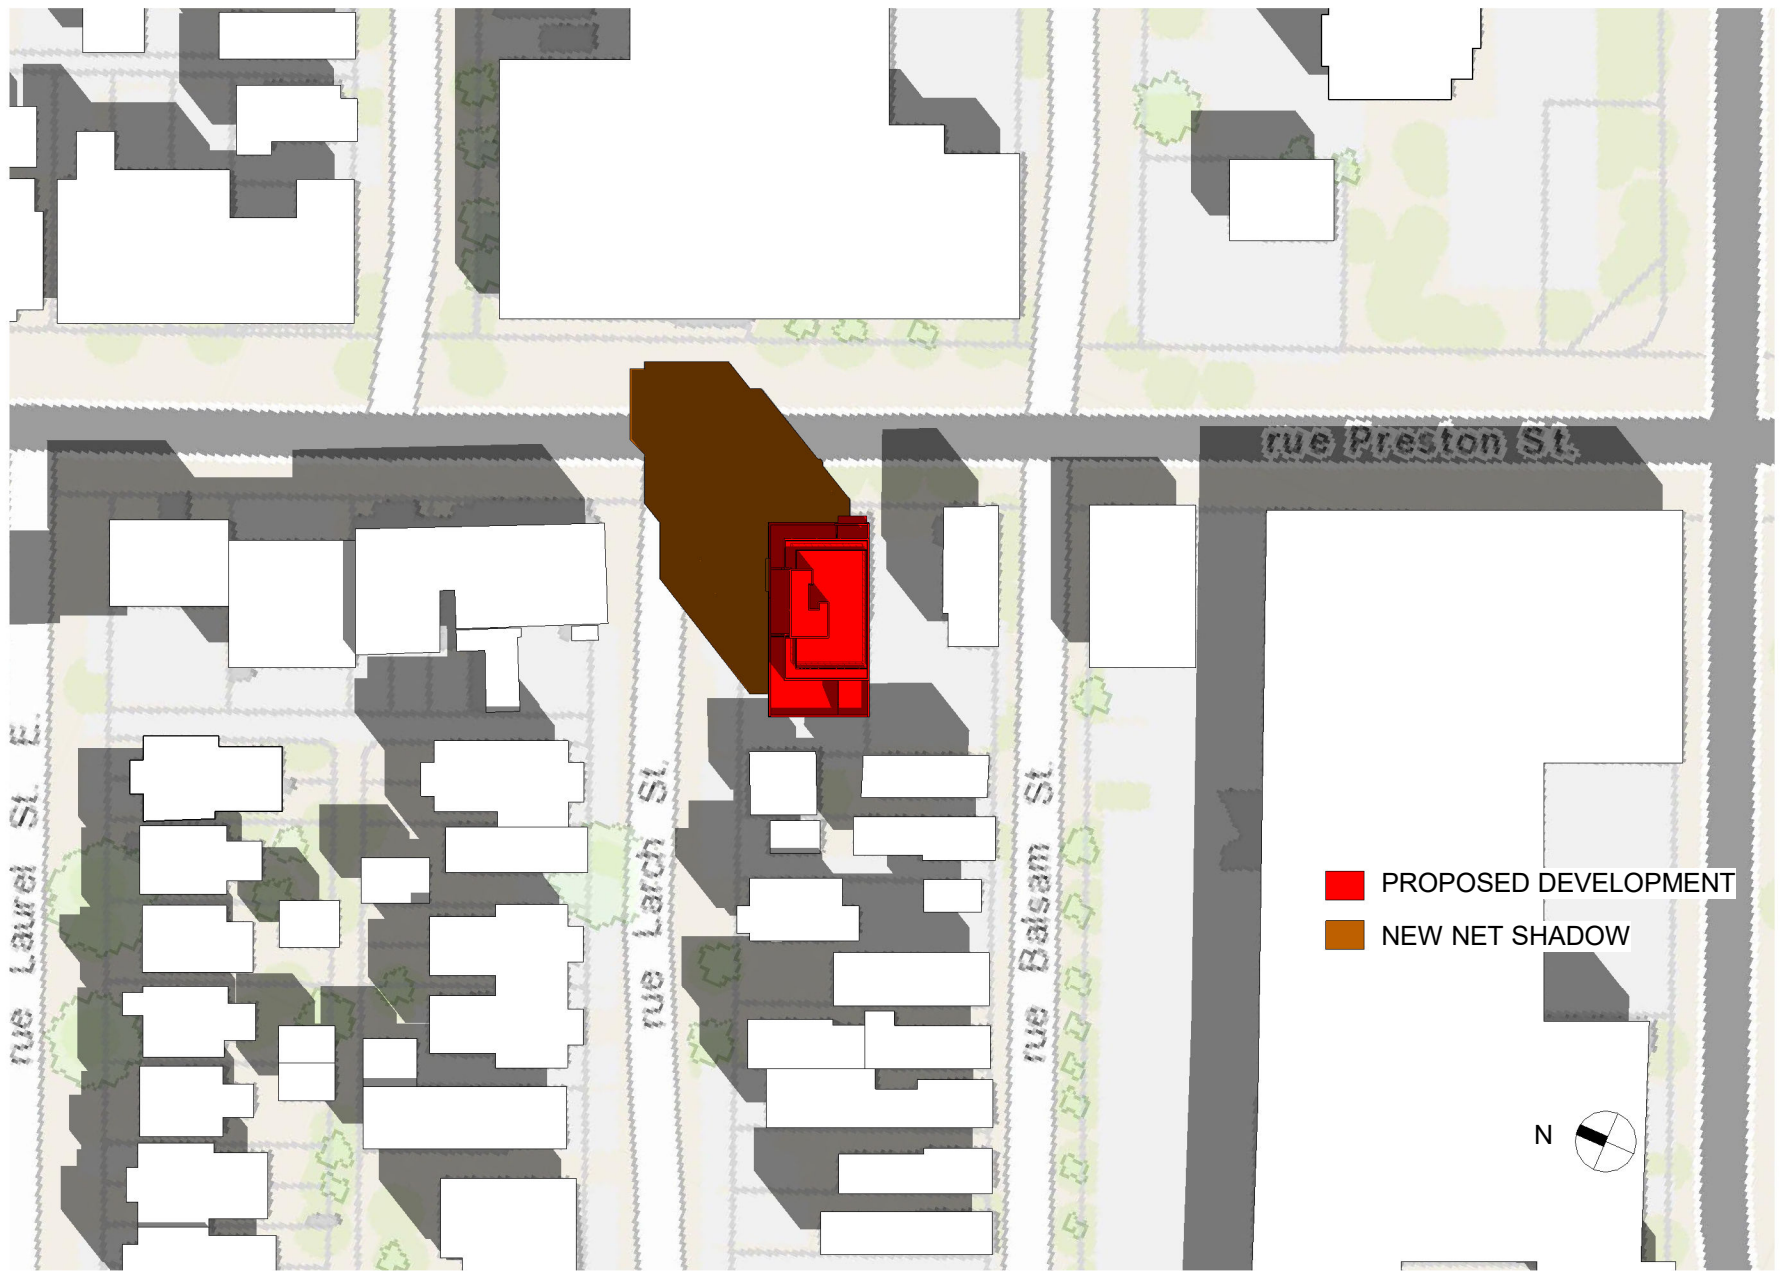 rue Preston St.
rue Laurel St. E.
rue Larch St.
rue Balsam St.
PROPOSED DEVELOPMENT
NEW NET SHADOW
N